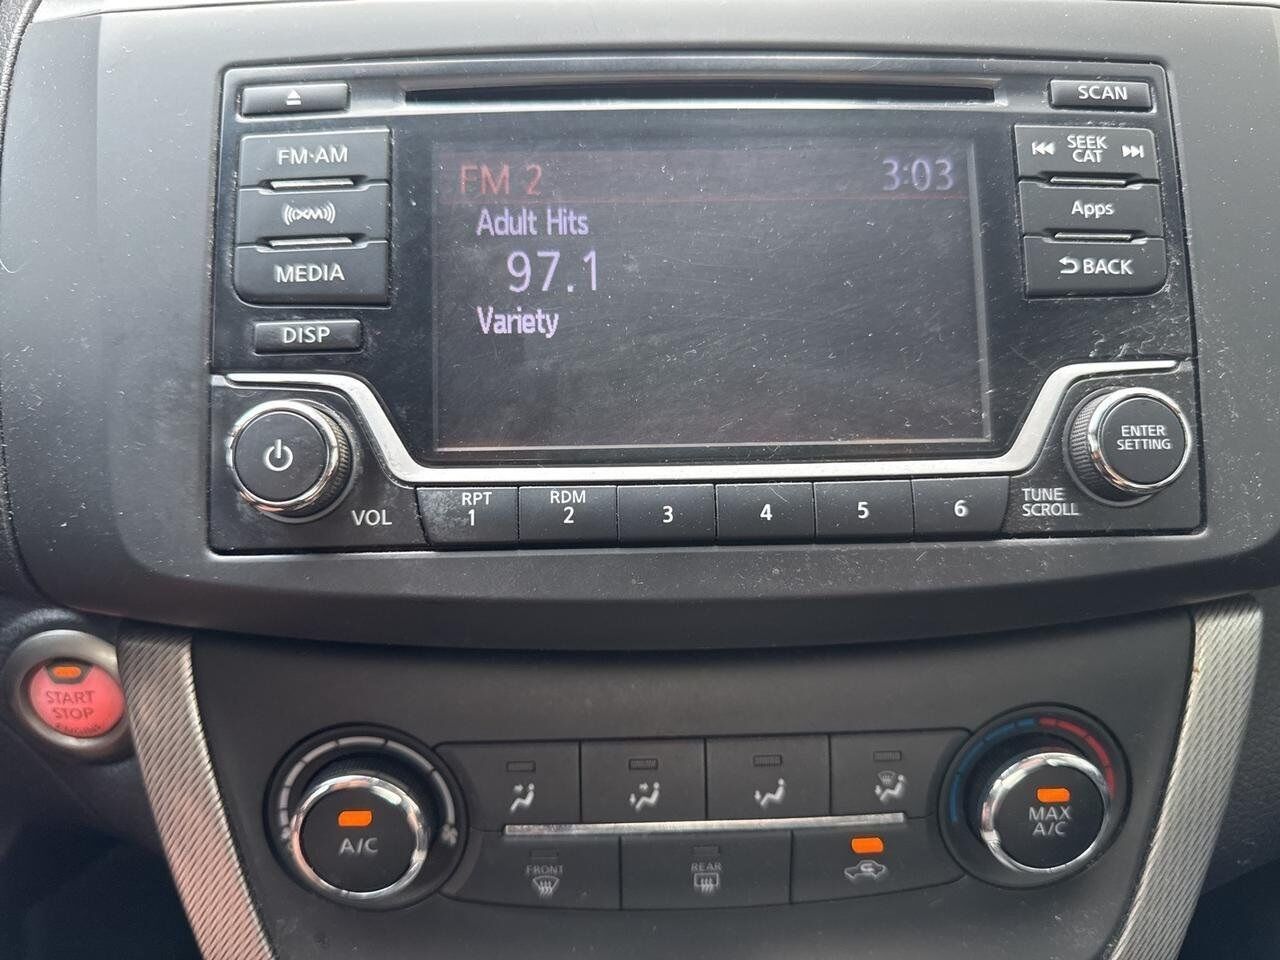 SCAN
FM·AM
SEEK
CAT
FM 2
3:03
(((XM)))
Adult Hits
Apps
97.1
MEDIA
BACK
Variety
DISP
ENTER
SETTING
VOL
RPT
1
RDM
2
3
4
5
6
TUNE
SCROLL
START
STOP
A/C
MAX
A/C
FRONT
REAR